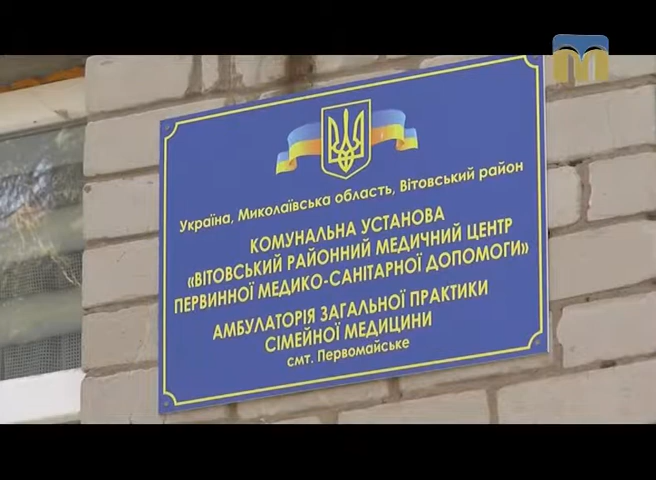 Україна, Миколаївська область, Вітовський район
КОМУНАЛЬНА УСТАНОВА
«ВІТОВСЬКИЙ РАЙОННИЙ МЕДИЧНИЙ ЦЕНТР
ПЕРВИННОЇ МЕДИКО-САНІТАРНОЇ ДОПОМОГИ»
АМБУЛАТОРІЯ ЗАГАЛЬНОЇ ПРАКТИКИ
СІМЕЙНОЇ МЕДИЦИНИ
смт. Первомайське